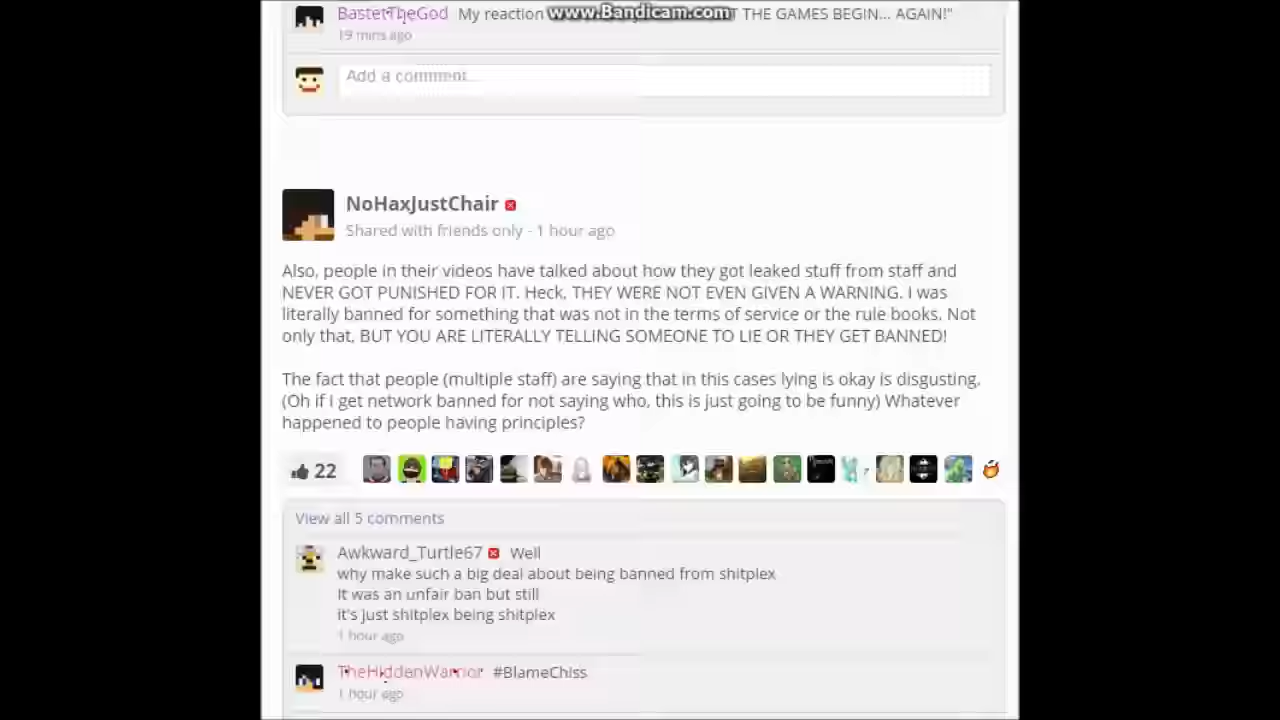 BastetTheGod My reaction www.Bandicam.com T THE GAMES BEGIN... AGAIN!"
19 mins ago
Add a comment...
NoHaxJustChair
Shared with friends only - 1 hour ago
Also, people in their videos have talked about how they got leaked stuff from staff and
NEVER GOT PUNISHED FOR IT. Heck, THEY WERE NOT EVEN GIVEN A WARNING. I was
literally banned for something that was not in the terms of service or the rule books. Not
only that, BUT YOU ARE LITERALLY TELLING SOMEONE TO LIE OR THEY GET BANNED!
The fact that people (multiple staff) are saying that in this cases lying is okay is disgusting.
(Oh if I get network banned for not saying who, this is just going to be funny) Whatever
happened to people having principles?
22
View all 5 comments
Awkward_Turtle67 Well
why make such a big deal about being banned from shitplex
It was an unfair ban but still
it's just shitplex being shitplex
1 hour ago
TheHiddenWarrior #BlameChiss
1 hour ago